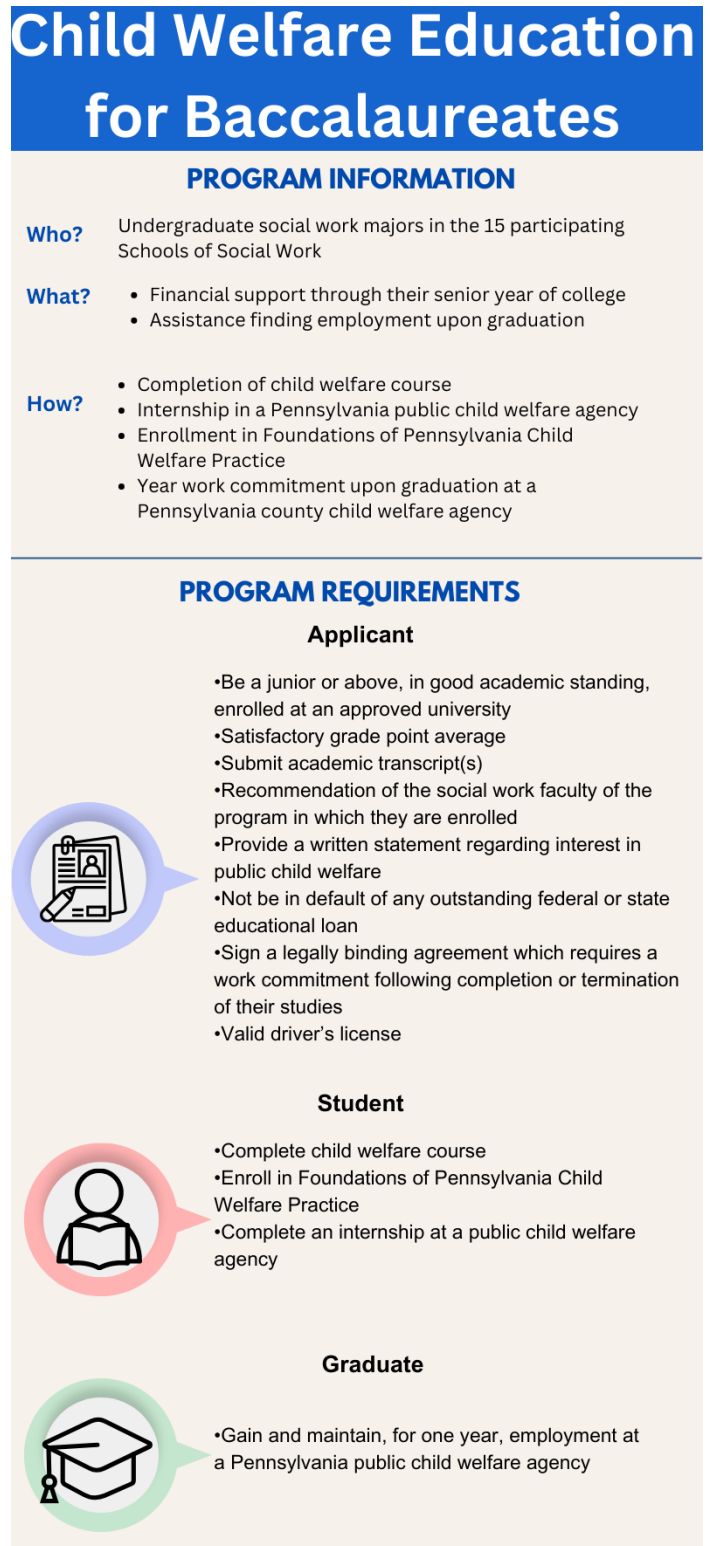 Child Welfare Education
for Baccalaureates
PROGRAM INFORMATION
Who?
Undergraduate social work majors in the 15 participating
Schools of Social Work
What?
• Financial support through their senior year of college
• Assistance finding employment upon graduation
How?
• Completion of child welfare course
• Internship in a Pennsylvania public child welfare agency
• Enrollment in Foundations of Pennsylvania Child
Welfare Practice
• Year work commitment upon graduation at a
Pennsylvania county child welfare agency
PROGRAM REQUIREMENTS
Applicant
•Be a junior or above, in good academic standing,
enrolled at an approved university
•Satisfactory grade point average
•Submit academic transcript(s)
•Recommendation of the social work faculty of the
program in which they are enrolled
•Provide a written statement regarding interest in
public child welfare
•Not be in default of any outstanding federal or state
educational loan
•Sign a legally binding agreement which requires a
work commitment following completion or termination
of their studies
•Valid driver’s license
Student
•Complete child welfare course
•Enroll in Foundations of Pennsylvania Child
Welfare Practice
•Complete an internship at a public child welfare
agency
Graduate
•Gain and maintain, for one year, employment at
a Pennsylvania public child welfare agency